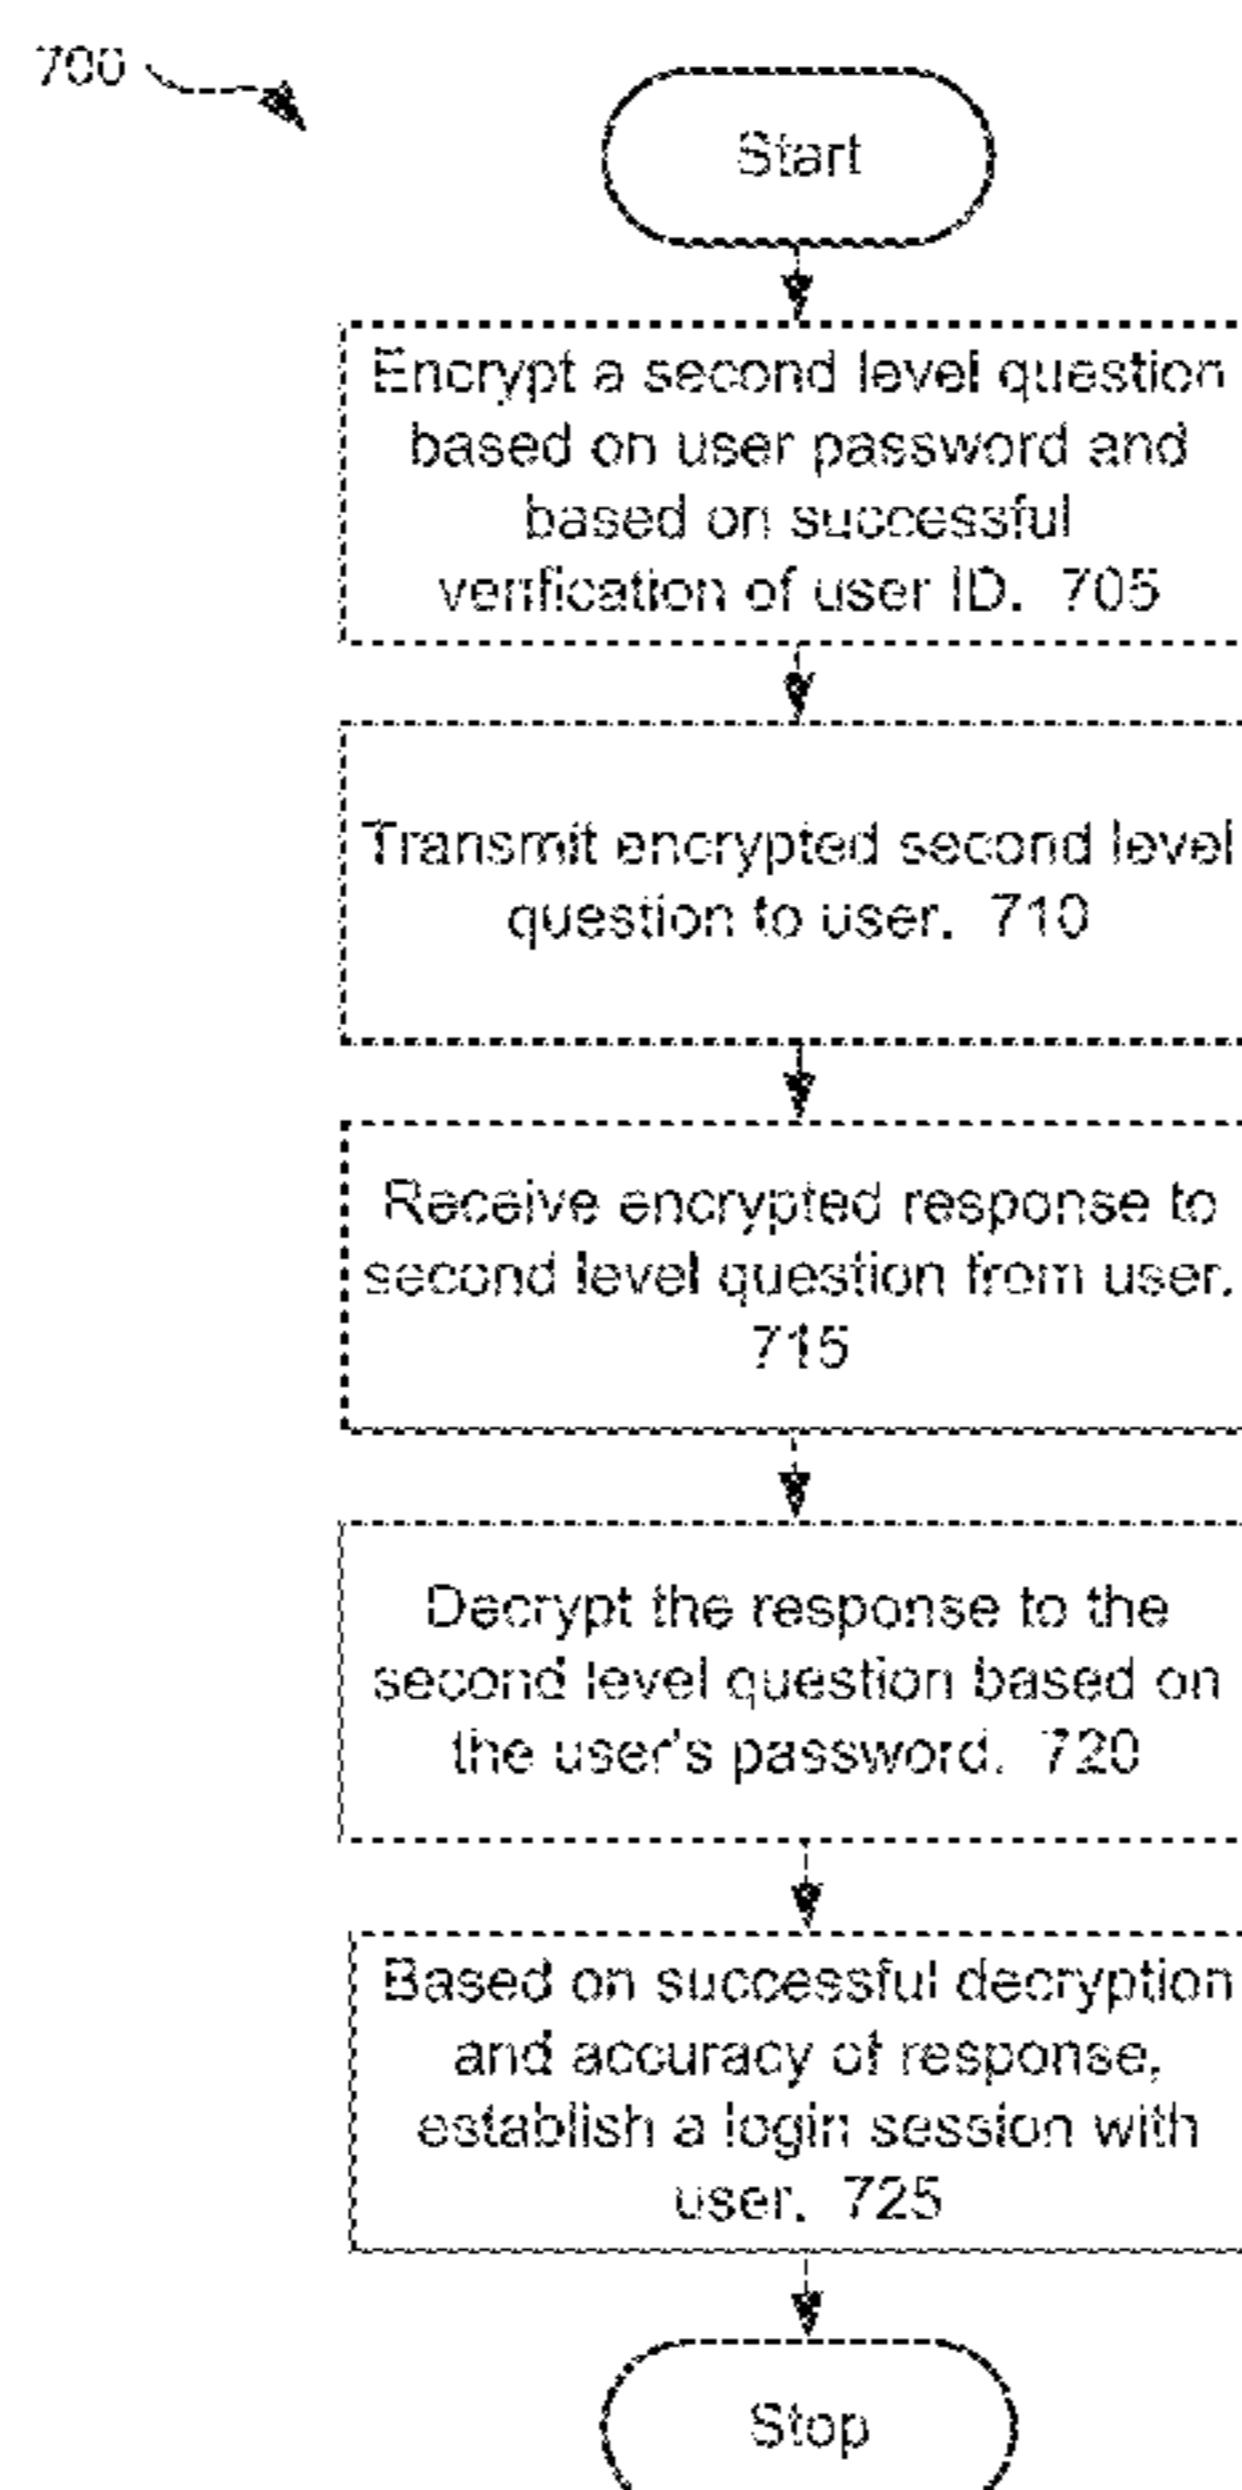 700
Start
Encrypt a second level question
based on user password and
based on successful
verification of user ID. 705
Transmit encrypted second level
question to user. 710
Receive encrypted response to
second level question from user.
715
Decrypt the response to the
second level question based on
the user's password. 720
Based on successful decryption
and accuracy of response,
establish a login session with
user. 725
Stop